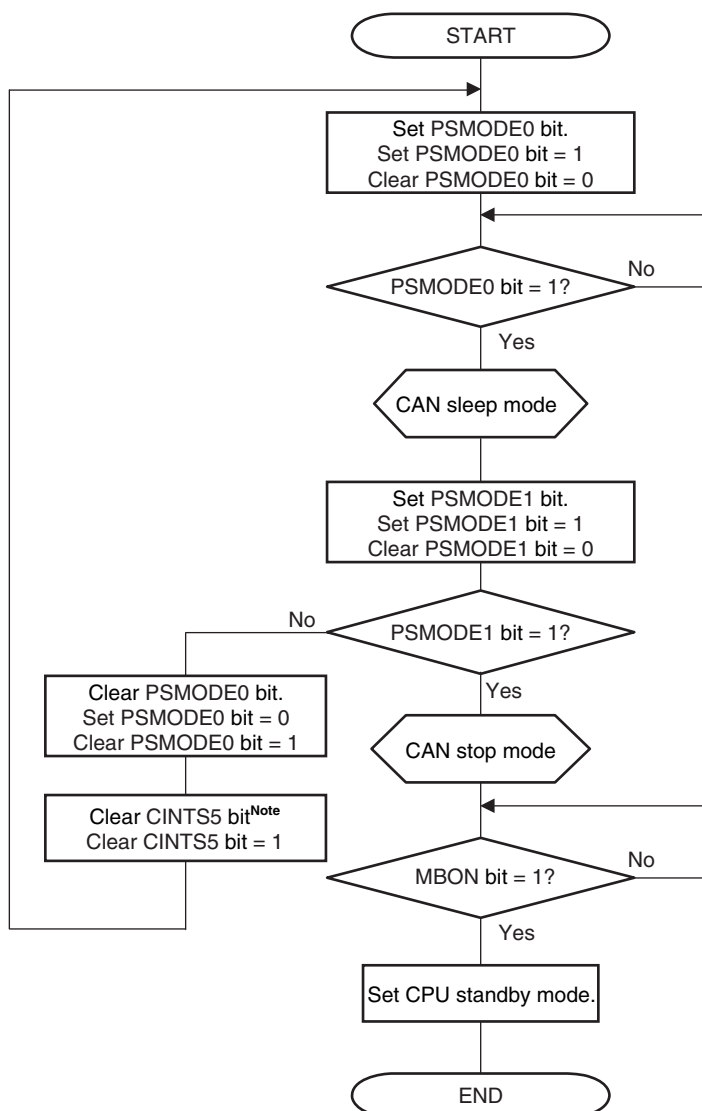 START
Set PSMODE0 bit.
Set PSMODE0 bit = 1
Clear PSMODE0 bit = 0
PSMODE0 bit = 1?
No
Yes
CAN sleep mode
Set PSMODE1 bit.
Set PSMODE1 bit = 1
Clear PSMODE1 bit = 0
No
PSMODE1 bit = 1?
Yes
Clear PSMODE0 bit.
Set PSMODE0 bit = 0
Clear PSMODE0 bit = 1
CAN stop mode
Clear CINTS5 bitNote
Clear CINTS5 bit = 1
MBON bit = 1?
No
Yes
Set CPU standby mode.
END